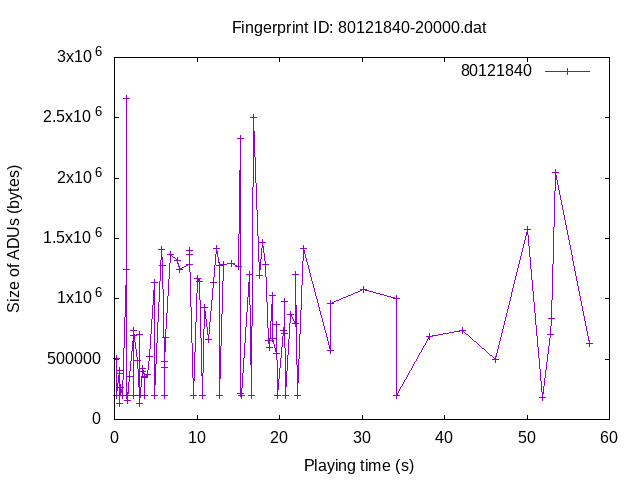 Fingerprint ID: 80121840-20000.dat
3x10^6
2.5x10^6
2x10^6
1.5x10^6
1x10^6
500000
0
80121840
Size of ADUs (bytes)
0 10 20 30 40 50 60
Playing time (s)